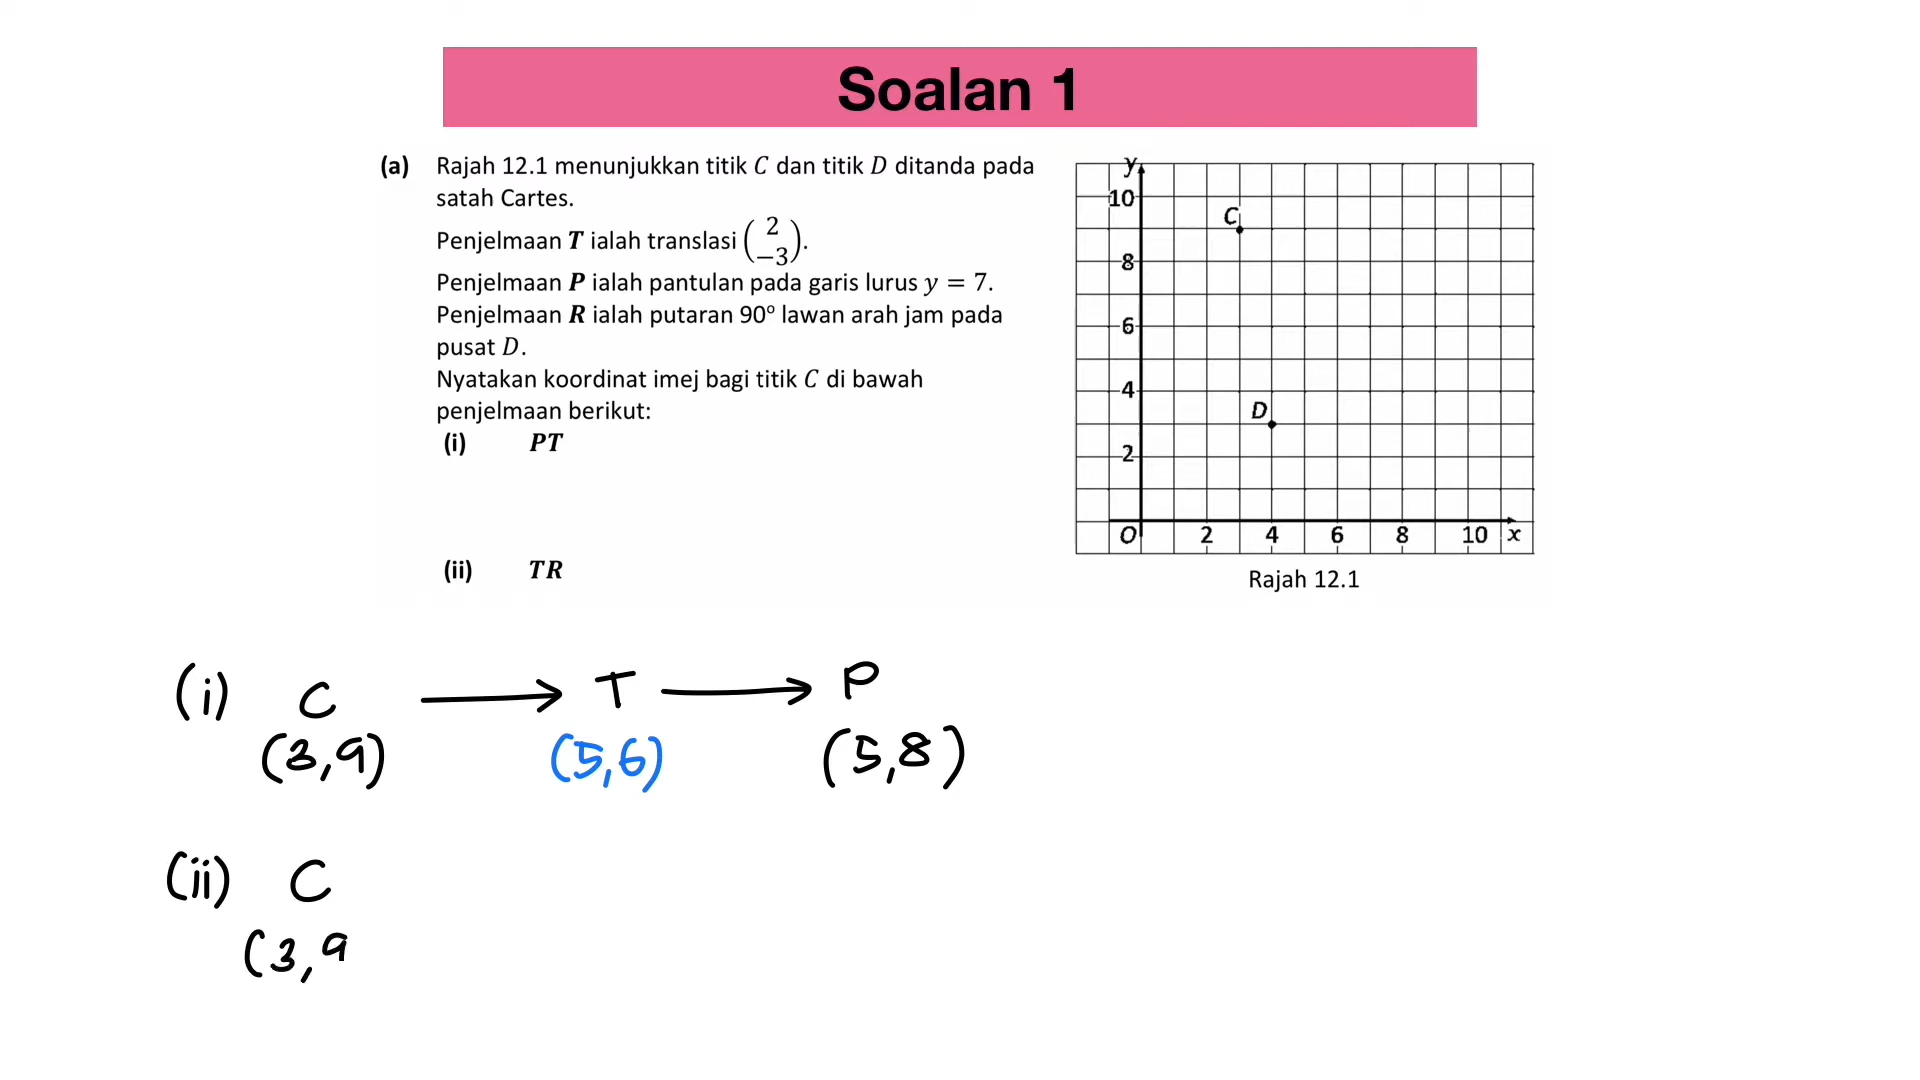 Soalan 1
(a) Rajah 12.1 menunjukkan titik C dan titik D ditanda pada
satah Cartes.
Penjelmaan T ialah translasi (2 −3).
Penjelmaan P ialah pantulan pada garis lurus y = 7.
Penjelmaan R ialah putaran 90° lawan arah jam pada
pusat D.
Nyatakan koordinat imej bagi titik C di bawah
penjelmaan berikut:
(i) PT
(ii) TR
y
10
C
8
6
4
D
2
O 2 4 6 8 10 x
Rajah 12.1
(i) C → T → P
(3,9) (5,6) (5,8)
(ii) C
(3,9